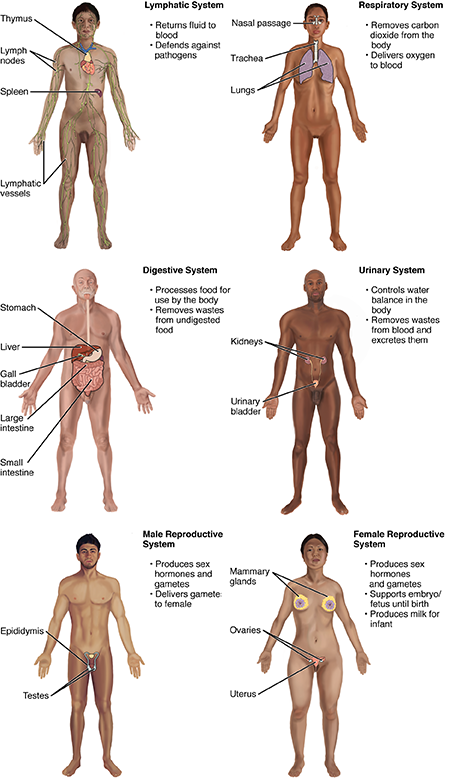 Lymphatic System
• Returns fluid to
blood
• Defends against
pathogens
Thymus
Lymph
nodes
Spleen
Lymphatic
vessels
Respiratory System
• Removes carbon
dioxide from the
body
• Delivers oxygen
to blood
Nasal passage
Trachea
Lungs
Digestive System
• Processes food for
use by the body
• Removes wastes
from undigested
food
Stomach
Liver
Gall
bladder
Large
intestine
Small
intestine
Urinary System
• Controls water
balance in the
body
• Removes wastes
from blood and
excretes them
Kidneys
Urinary
bladder
Male Reproductive
System
• Produces sex
hormones and
gametes
• Delivers gamete
to female
Epididymis
Testes
Female Reproductive
System
• Produces sex
hormones
and gametes
• Supports embryo/
fetus until birth
• Produces milk for
infant
Mammary
glands
Ovaries
Uterus